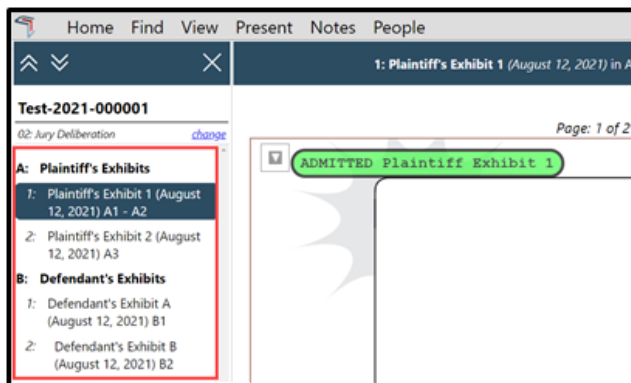 Home Find View Present Notes People
1: Plaintiff's Exhibit 1 (August 12, 2021) in
Test-2021-000001
02: Jury Deliberation change
Page: 1 of 2
ADMITTED Plaintiff Exhibit 1
A: Plaintiff's Exhibits
1: Plaintiff's Exhibit 1 (August
12, 2021) A1 - A2
2: Plaintiff's Exhibit 2 (August
12, 2021) A3
B: Defendant's Exhibits
1: Defendant's Exhibit A
(August 12, 2021) B1
2: Defendant's Exhibit B
(August 12, 2021) B2